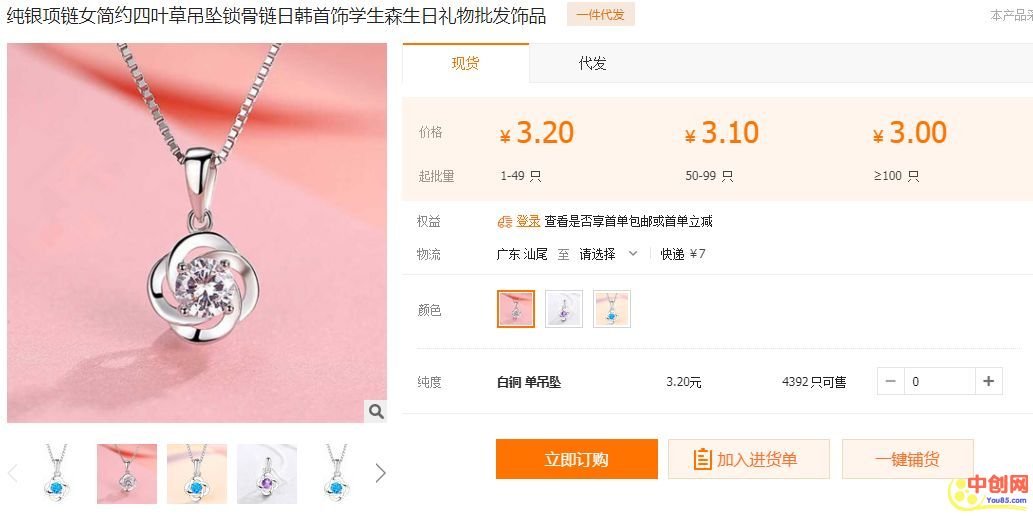 纯银项链女简约四叶草吊坠锁骨链日韩首饰学生森生日礼物批发饰品 一件代发
本产品采
现货 代发
价格 ¥3.20 ¥3.10 ¥3.00
起批量 1-49 只 50-99 只 ≥100 只
权益 登录 查看是否享首单包邮或首单立减
物流 广东 汕尾 至 请选择 快递 ¥7
颜色
纯度 白铜 单吊坠 3.20元 4392只可售 − 0 +
立即订购 加入进货单 一键铺货
中创网
You85.com